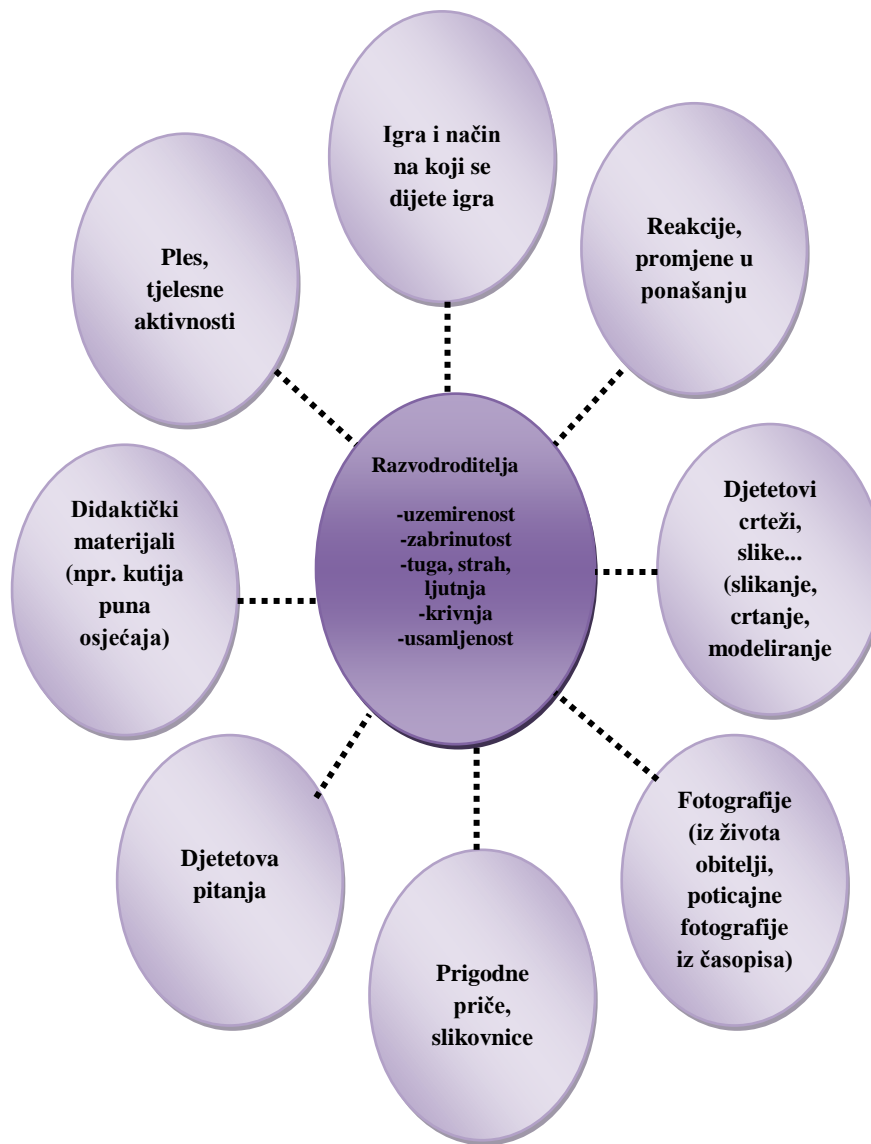 Igra i način
na koji se
dijete igra
Reakcije,
promjene u
ponašanju
Ples,
tjelesne
aktivnosti
Razvodroditelja
-uzemirenost
-zabrinutost
-tuga, strah,
ljutnja
-krivnja
-usamljenost
Djetetovi
crteži,
slike...
(slikanje,
crtanje,
modeliranje
Didaktički
materijali
(npr. kutija
puna
osjećaja)
Fotografije
(iz života
obitelji,
poticajne
fotografije
iz časopisa)
Djetetova
pitanja
Prigodne
priče,
slikovnice